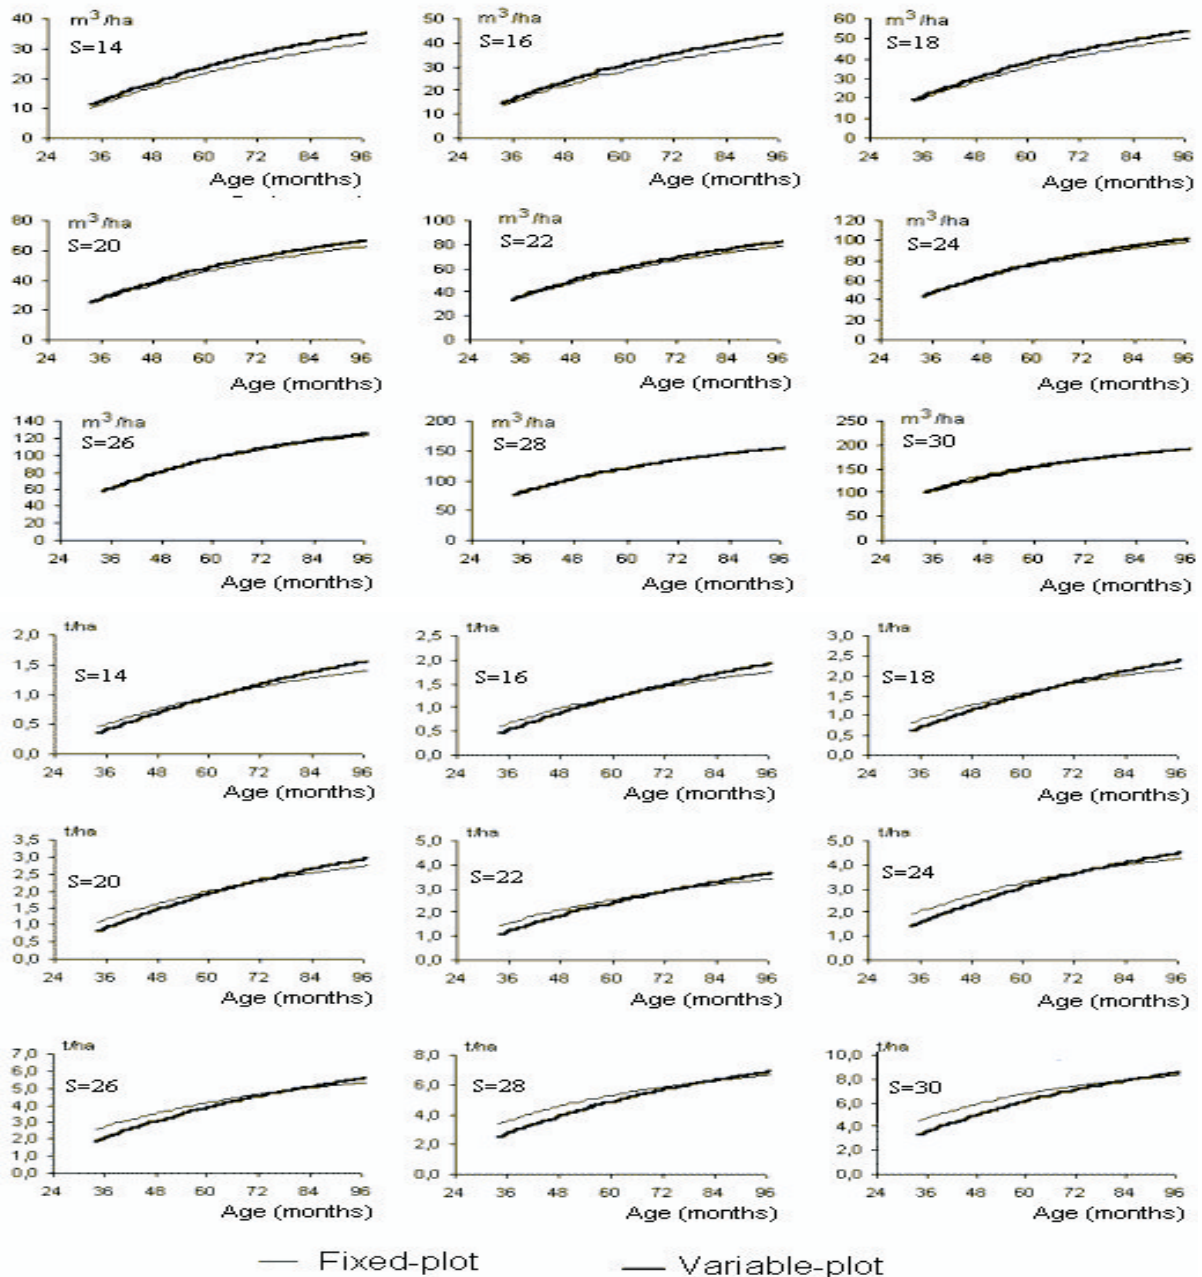 m³/ha m³/ha m³/ha
40 50 60
S=14 S=16 S=18
30 40 50
20 30 40
10 20 30
0 10 20
0 10
0
24 36 48 60 72 84 96 24 36 48 60 72 84 96 24 36 48 60 72 84 96
Age (months) Age (months) Age (months)
m³/ha m³/ha m³/ha
80 100 120
S=20 S=22 S=24
60 80 100
40 60 80
20 40 60
0 20 40
0 20
0
24 36 48 60 72 84 96 24 36 48 60 72 84 96 24 36 48 60 72 84 96
Age (months) Age (months) Age (months)
m³/ha m³/ha m³/ha
140 200 250
S=26 S=28 S=30
120 150 200
100 100 150
80 50 100
60 0 50
40 0
20
0
24 36 48 60 72 84 96 24 36 48 60 72 84 96 24 36 48 60 72 84 96
Age (months) Age (months) Age (months)
t/ha t/ha t/ha
2,0 2,5 3,0
S=14 S=16 S=18
1,5 2,0 2,5
1,0 1,5 2,0
0,5 1,0 1,5
0,0 0,5 1,0
0,0 0,5
0,0
24 36 48 60 72 84 96 24 36 48 60 72 84 96 24 36 48 60 72 84 96
Age (months) Age (months) Age (months)
t/ha t/ha t/ha
3,5 5,0 5,0
S=20 S=22 S=24
3,0 4,0 4,0
2,5 3,0 3,0
2,0 2,0 2,0
1,5 1,0 1,0
1,0 0,0 0,0
0,5
0,0
24 36 48 60 72 84 96 24 36 48 60 72 84 96 24 36 48 60 72 84 96
Age (months) Age (months) Age (months)
t/ha t/ha t/ha
7,0 8,0 10,0
S=26 S=28 S=30
6,0 6,0 8,0
5,0 4,0 6,0
4,0 2,0 4,0
3,0 0,0 2,0
2,0 0,0
1,0
0,0
24 36 48 60 72 84 96 24 36 48 60 72 84 96 24 36 48 60 72 84 96
Age (months) Age (months) Age (months)
Fixed-plot Variable-plot